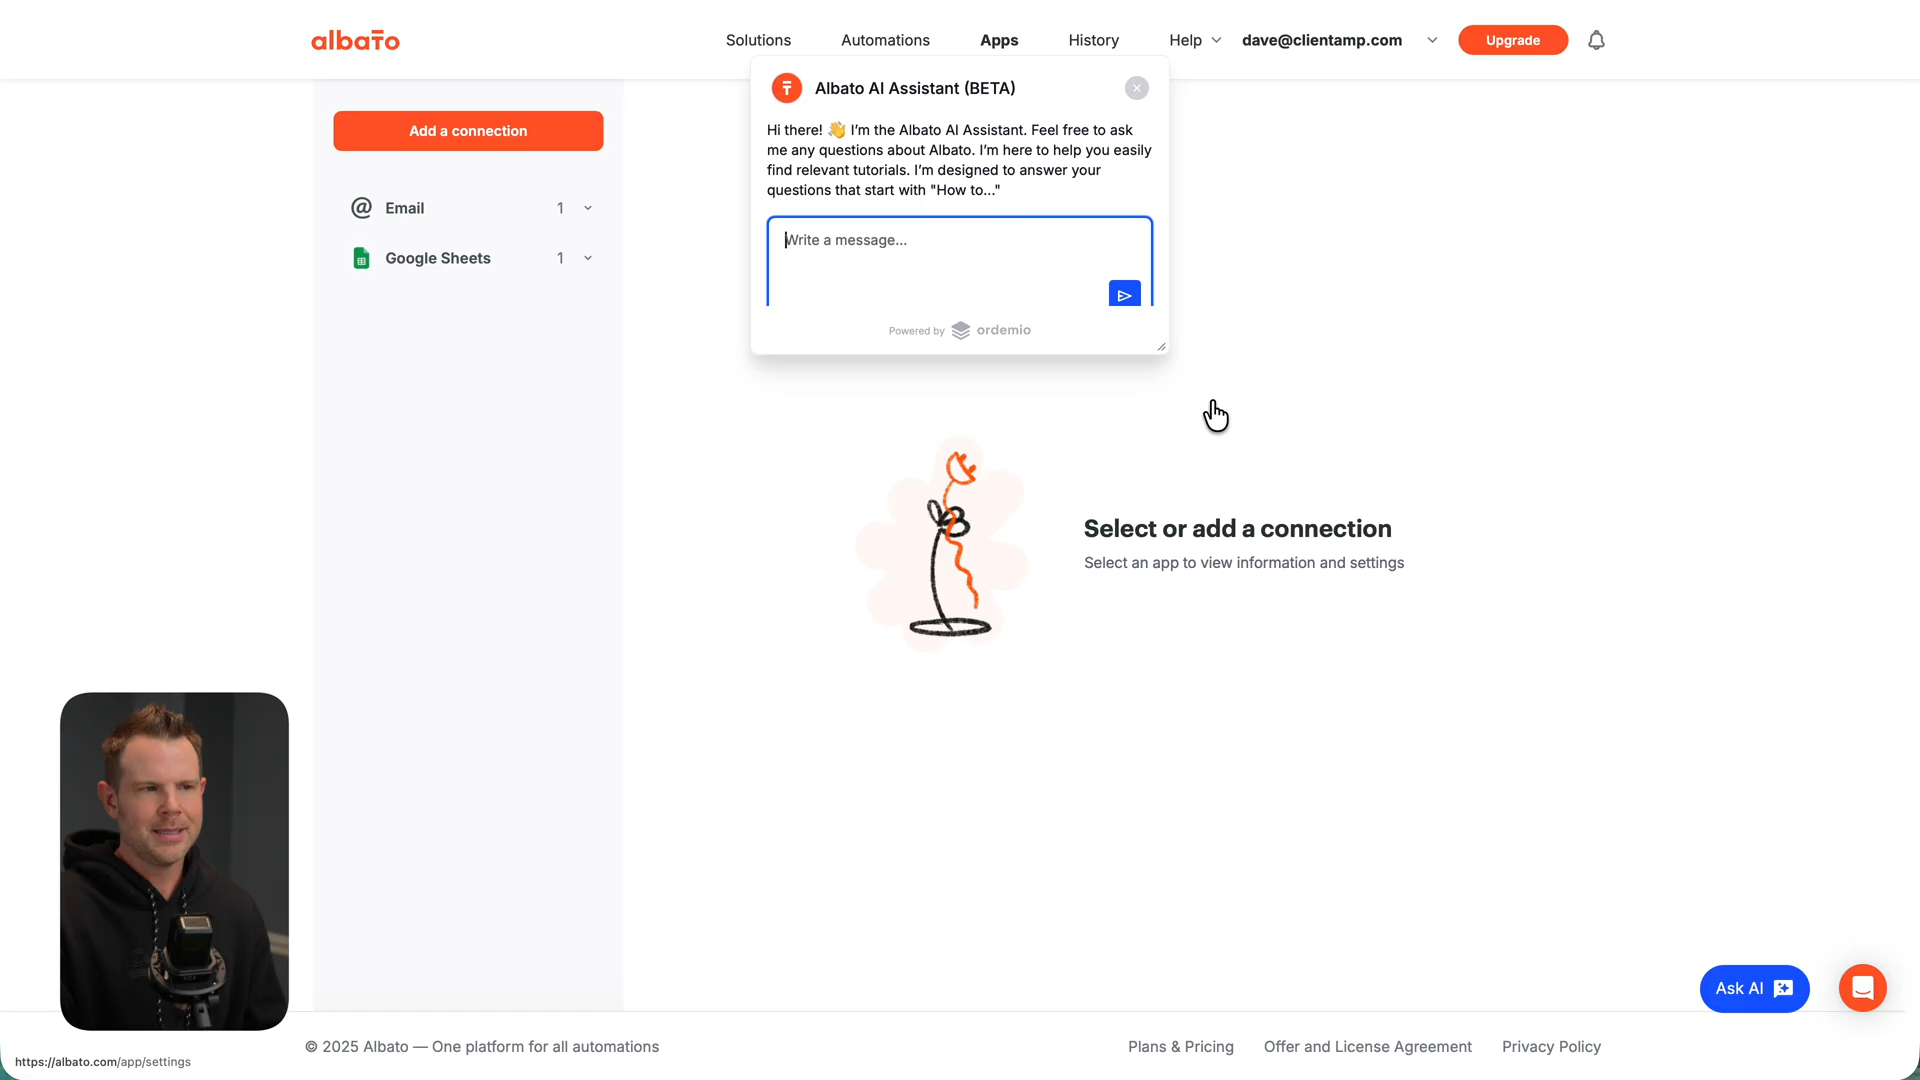 albato
Solutions
Automations
Apps
History
Help
dave@clientamp.com
Upgrade
Albato AI Assistant (BETA)
Hi there! 👋 I'm the Albato AI Assistant. Feel free to ask
me any questions about Albato. I'm here to help you easily
find relevant tutorials. I'm designed to answer your
questions that start with "How to..."
Write a message...
Powered by ordemio
Add a connection
@ Email 1
Google Sheets 1
Select or add a connection
Select an app to view information and settings
Ask AI
© 2025 Albato — One platform for all automations
Plans & Pricing
Offer and License Agreement
Privacy Policy
https://albato.com/app/settings